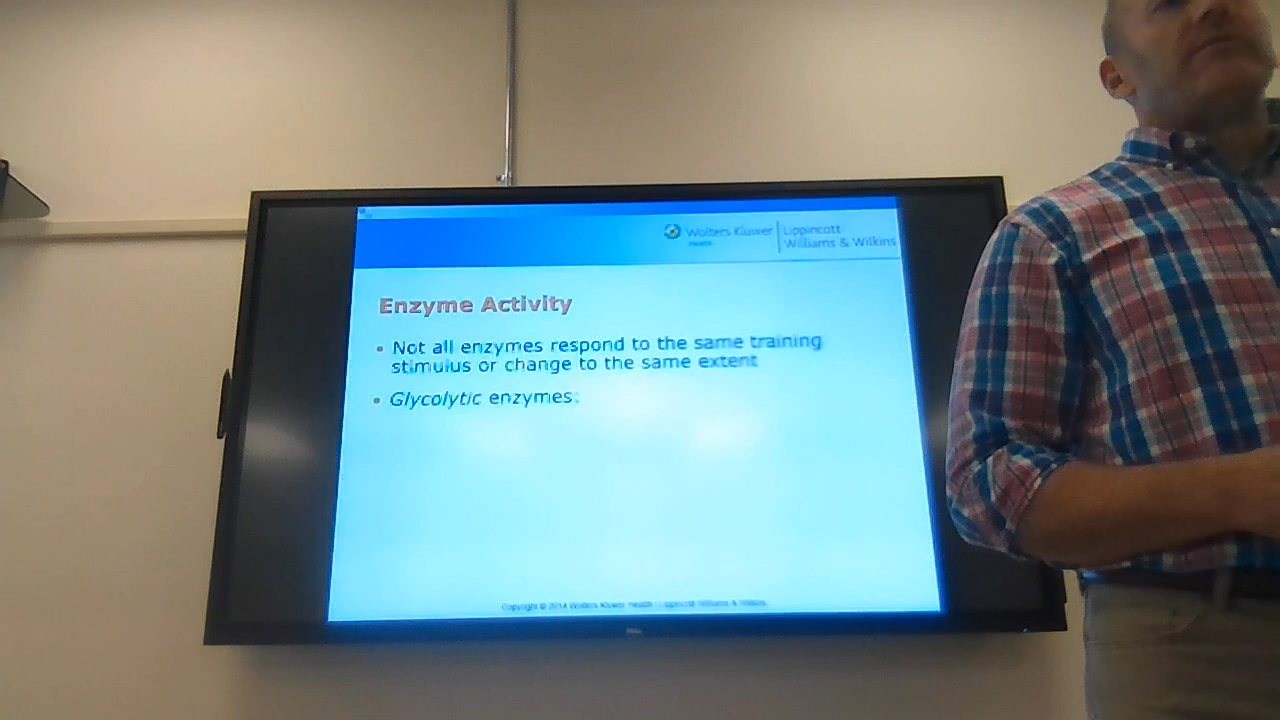 Wolters Kluwer
Health
Lippincott
Williams & Wilkins
Enzyme Activity
• Not all enzymes respond to the same training
stimulus or change to the same extent
• Glycolytic enzymes:
Copyright © 2014 Wolters Kluwer Health | Lippincott Williams & Wilkins
DELL